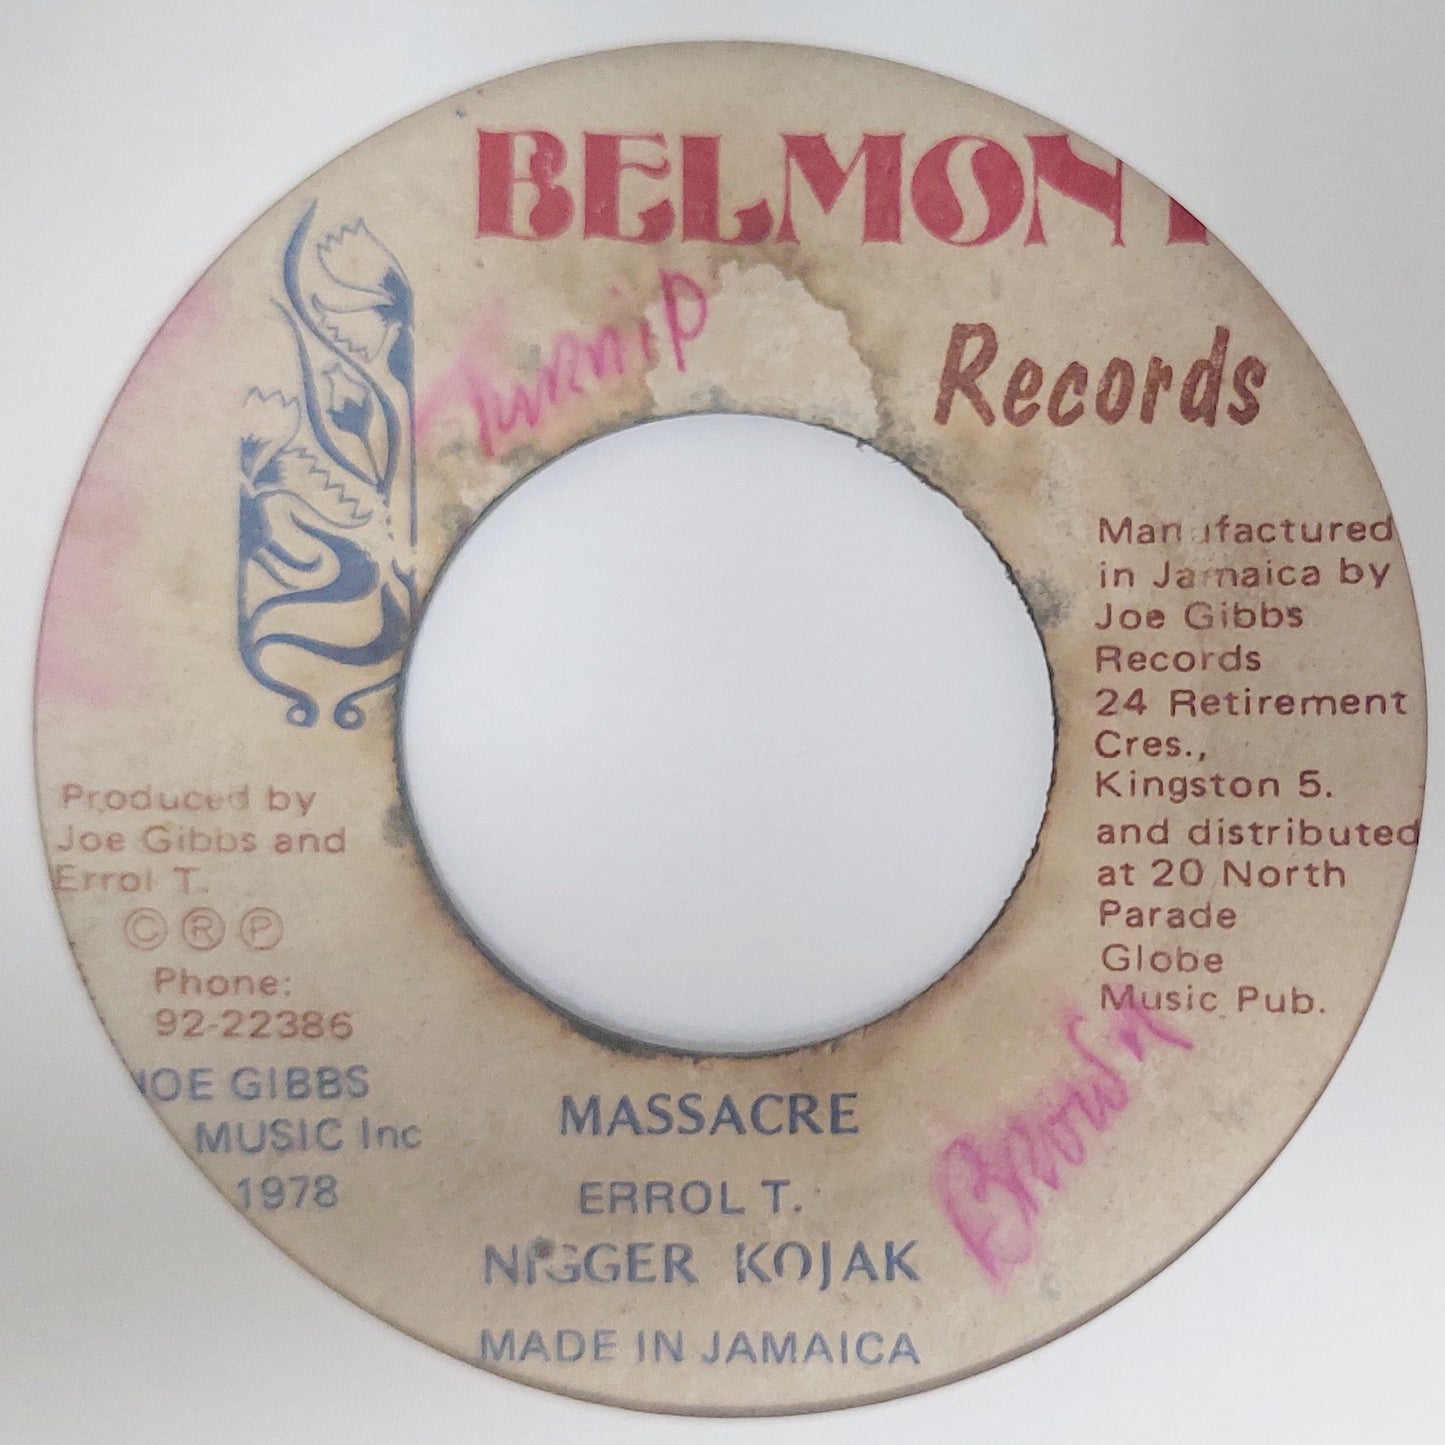 BELMONT
Records
Turnip
Manufactured
in Jamaica by
Joe Gibbs
Records
24 Retirement
Cres.,
Kingston 5.
and distributed
at 20 North
Parade
Globe
Music Pub.
Produced by
Joe Gibbs and
Errol T.
© ® ℗
Phone:
92-22386
JOE GIBBS
MUSIC Inc
1978
Brown
MASSACRE
ERROL T.
NIGGER KOJAK
MADE IN JAMAICA